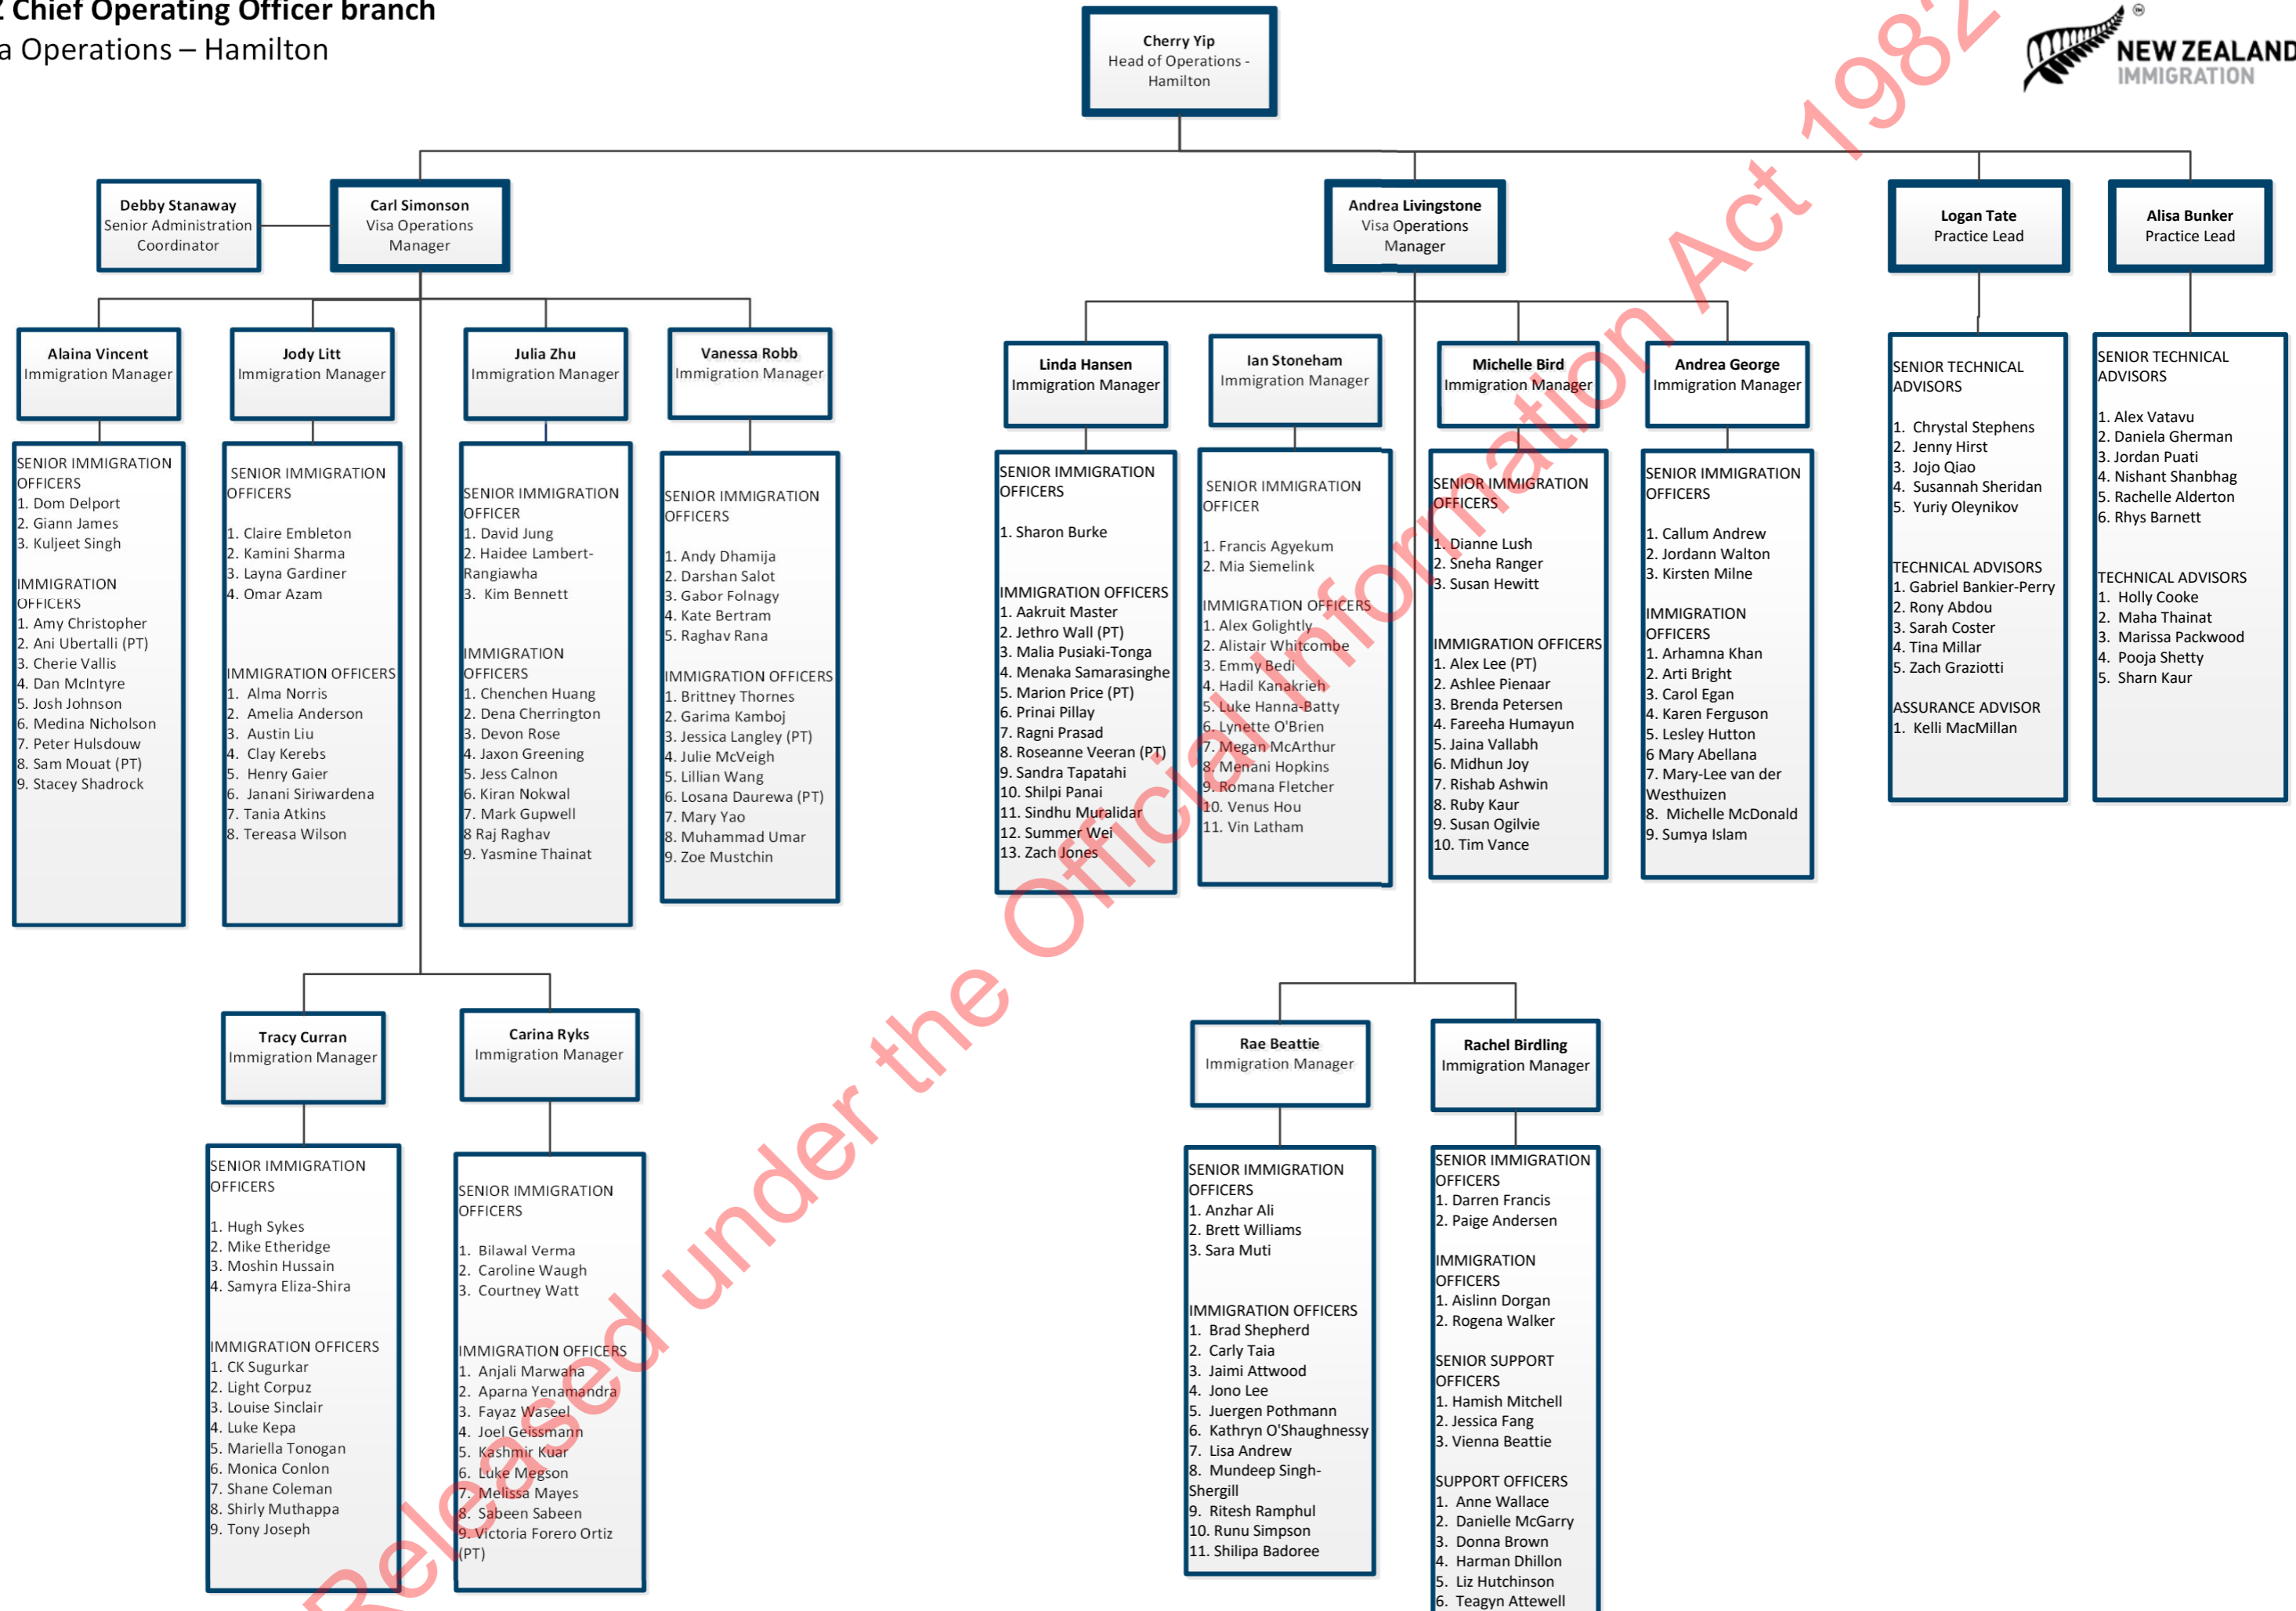 Z Chief Operating Officer branch
a Operations – Hamilton
Cherry Yip
Head of Operations -
Hamilton
NEW ZEALAND
IMMIGRATION
Debby Stanaway
Senior Administration
Coordinator
Carl Simonson
Visa Operations
Manager
Andrea Livingstone
Visa Operations
Manager
Logan Tate
Practice Lead
Alisa Bunker
Practice Lead
Alaina Vincent
Immigration Manager
Jody Litt
Immigration Manager
Julia Zhu
Immigration Manager
Vanessa Robb
Immigration Manager
Linda Hansen
Immigration Manager
Ian Stoneham
Immigration Manager
Michelle Bird
Immigration Manager
Andrea George
Immigration Manager
SENIOR IMMIGRATION
OFFICERS
1. Dom Delport
2. Giann James
3. Kuljeet Singh
IMMIGRATION
OFFICERS
1. Amy Christopher
2. Ani Ubertalli (PT)
3. Cherie Vallis
4. Dan McIntyre
5. Josh Johnson
6. Medina Nicholson
7. Peter Hulsdouw
8. Sam Mouat (PT)
9. Stacey Shadrock
SENIOR IMMIGRATION
OFFICERS
1. Claire Embleton
2. Kamini Sharma
3. Layna Gardiner
4. Omar Azam
IMMIGRATION OFFICERS
1. Alma Norris
2. Amelia Anderson
3. Austin Liu
4. Clay Kerebs
5. Henry Gaier
6. Janani Siriwardena
7. Tania Atkins
8. Tereasa Wilson
SENIOR IMMIGRATION
OFFICER
1. David Jung
2. Haidee Lambert-
Rangiawha
3. Kim Bennett
IMMIGRATION
OFFICERS
1. Chenchen Huang
2. Dena Cherrington
3. Devon Rose
4. Jaxon Greening
5. Jess Calnon
6. Kiran Nokwal
7. Mark Gupwell
8 Raj Raghav
9. Yasmine Thainat
SENIOR IMMIGRATION
OFFICERS
1. Andy Dhamija
2. Darshan Salot
3. Gabor Folnagy
4. Kate Bertram
5. Raghav Rana
IMMIGRATION OFFICERS
1. Brittney Thornes
2. Garima Kamboj
3. Jessica Langley (PT)
4. Julie McVeigh
5. Lillian Wang
6. Losana Daurewa (PT)
7. Mary Yao
8. Muhammad Umar
9. Zoe Mustchin
SENIOR IMMIGRATION
OFFICERS
1. Sharon Burke
IMMIGRATION OFFICERS
1. Aakruit Master
2. Jethro Wall (PT)
3. Malia Pusiaki-Tonga
4. Menaka Samarasinghe
5. Marion Price (PT)
6. Prinai Pillay
7. Ragni Prasad
8. Roseanne Veeran (PT)
9. Sandra Tapatahi
10. Shilpi Panai
11. Sindhu Muralidar
12. Summer Wei
13. Zach Jones
SENIOR IMMIGRATION
OFFICER
1. Francis Agyekum
2. Mia Siemelink
IMMIGRATION OFFICERS
1. Alex Golightly
2. Alistair Whitcombe
3. Emmy Bedi
4. Hadil Kanakrieh
5. Luke Hanna-Batty
6. Lynette O'Brien
7. Megan McArthur
8. Menani Hopkins
9. Romana Fletcher
10. Venus Hou
11. Vin Latham
SENIOR IMMIGRATION
OFFICERS
1. Dianne Lush
2. Sneha Ranger
3. Susan Hewitt
IMMIGRATION OFFICERS
1. Alex Lee (PT)
2. Ashlee Pienaar
3. Brenda Petersen
4. Fareeha Humayun
5. Jaina Vallabh
6. Midhun Joy
7. Rishab Ashwin
8. Ruby Kaur
9. Susan Ogilvie
10. Tim Vance
SENIOR IMMIGRATION
OFFICERS
1. Callum Andrew
2. Jordann Walton
3. Kirsten Milne
IMMIGRATION
OFFICERS
1. Arhamna Khan
2. Arti Bright
3. Carol Egan
4. Karen Ferguson
5. Lesley Hutton
6 Mary Abellana
7. Mary-Lee van der
Westhuizen
8. Michelle McDonald
9. Sumya Islam
SENIOR TECHNICAL
ADVISORS
1. Chrystal Stephens
2. Jenny Hirst
3. Jojo Qiao
4. Susannah Sheridan
5. Yuriy Oleynikov
TECHNICAL ADVISORS
1. Gabriel Bankier-Perry
2. Rony Abdou
3. Sarah Coster
4. Tina Millar
5. Zach Graziotti
ASSURANCE ADVISOR
1. Kelli MacMillan
SENIOR TECHNICAL
ADVISORS
1. Alex Vatavu
2. Daniela Gherman
3. Jordan Puati
4. Nishant Shanbhag
5. Rachelle Alderton
6. Rhys Barnett
TECHNICAL ADVISORS
1. Holly Cooke
2. Maha Thainat
3. Marissa Packwood
4. Pooja Shetty
5. Sharn Kaur
Tracy Curran
Immigration Manager
Carina Ryks
Immigration Manager
Rae Beattie
Immigration Manager
Rachel Birdling
Immigration Manager
SENIOR IMMIGRATION
OFFICERS
1. Hugh Sykes
2. Mike Etheridge
3. Moshin Hussain
4. Samyra Eliza-Shira
IMMIGRATION OFFICERS
1. CK Sugurkar
2. Light Corpuz
3. Louise Sinclair
4. Luke Kepa
5. Mariella Tonogan
6. Monica Conlon
7. Shane Coleman
8. Shirly Muthappa
9. Tony Joseph
SENIOR IMMIGRATION
OFFICERS
1. Bilawal Verma
2. Caroline Waugh
3. Courtney Watt
IMMIGRATION OFFICERS
1. Anjali Marwaha
2. Aparna Yenamandra
3. Fayaz Waseel
4. Joel Geissmann
5. Kashmir Kuar
6. Luke Megson
7. Melissa Mayes
8. Sabeen Sabeen
9. Victoria Forero Ortiz
(PT)
SENIOR IMMIGRATION
OFFICERS
1. Anzhar Ali
2. Brett Williams
3. Sara Muti
IMMIGRATION OFFICERS
1. Brad Shepherd
2. Carly Taia
3. Jaimi Attwood
4. Jono Lee
5. Juergen Pothmann
6. Kathryn O'Shaughnessy
7. Lisa Andrew
8. Mundeep Singh-
Shergill
9. Ritesh Ramphul
10. Runu Simpson
11. Shilipa Badoree
SENIOR IMMIGRATION
OFFICERS
1. Darren Francis
2. Paige Andersen
IMMIGRATION
OFFICERS
1. Aislinn Dorgan
2. Rogena Walker
SENIOR SUPPORT
OFFICERS
1. Hamish Mitchell
2. Jessica Fang
3. Vienna Beattie
SUPPORT OFFICERS
1. Anne Wallace
2. Danielle McGarry
3. Donna Brown
4. Harman Dhillon
5. Liz Hutchinson
6. Teagyn Attewell
Released under the Official Information Act 1982